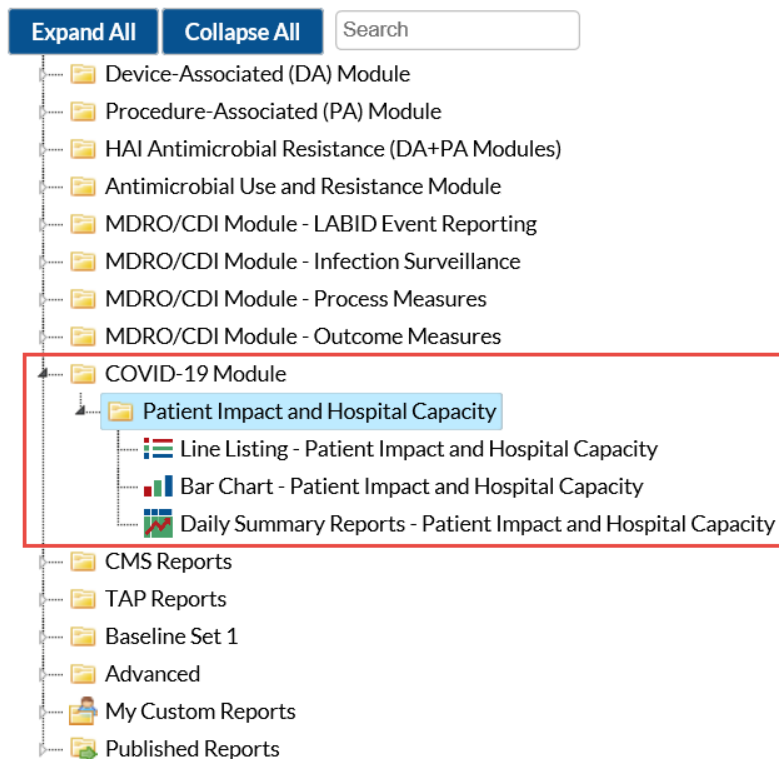 Expand All Collapse All Search
Device-Associated (DA) Module
Procedure-Associated (PA) Module
HAI Antimicrobial Resistance (DA+PA Modules)
Antimicrobial Use and Resistance Module
MDRO/CDI Module - LABID Event Reporting
MDRO/CDI Module - Infection Surveillance
MDRO/CDI Module - Process Measures
MDRO/CDI Module - Outcome Measures
COVID-19 Module
Patient Impact and Hospital Capacity
Line Listing - Patient Impact and Hospital Capacity
Bar Chart - Patient Impact and Hospital Capacity
Daily Summary Reports - Patient Impact and Hospital Capacity
CMS Reports
TAP Reports
Baseline Set 1
Advanced
My Custom Reports
Published Reports